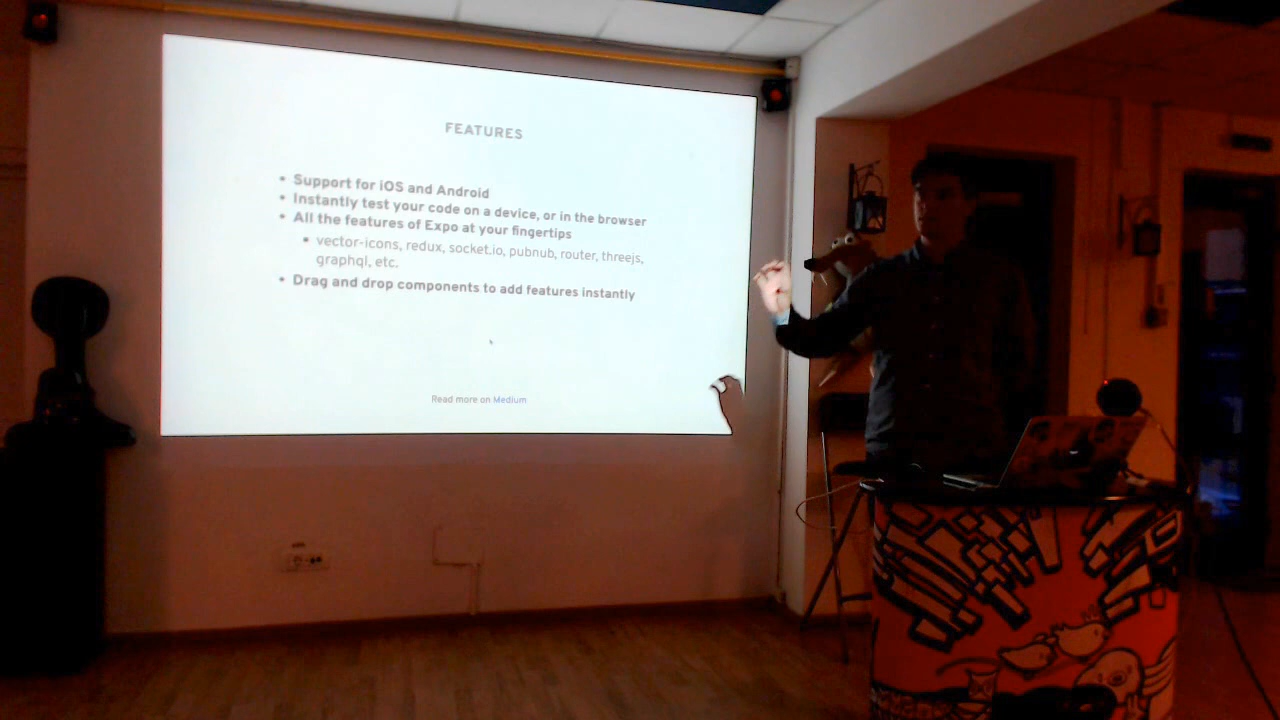 FEATURES
• Support for iOS and Android
• Instantly test your code on a device, or in the browser
• All the features of Expo at your fingertips
• vector-icons, redux, socket.io, pubnub, router, threejs,
graphql, etc.
• Drag and drop components to add features instantly
Read more on Medium